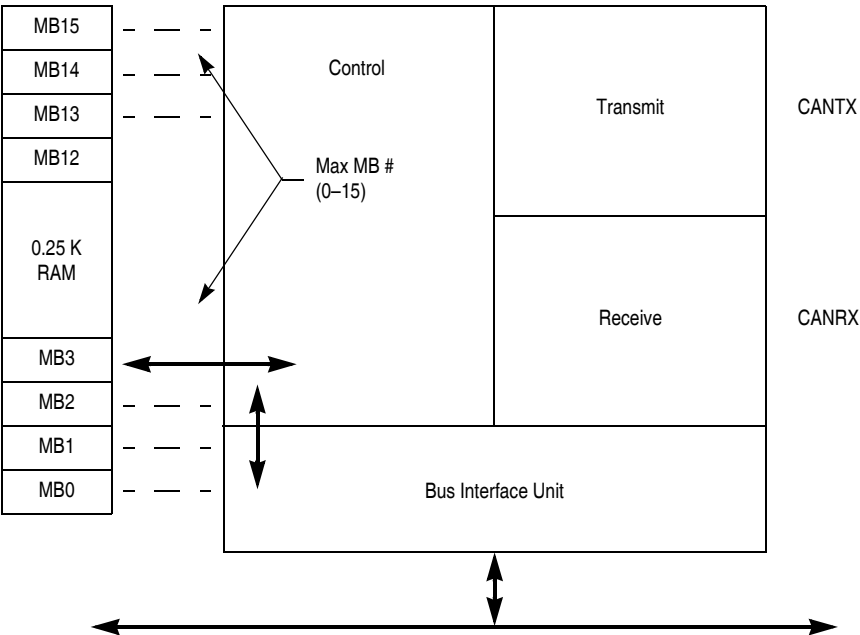 MB15
MB14
MB13
MB12
0.25 K
RAM
MB3
MB2
MB1
MB0
Control
Max MB #
(0–15)
Transmit
CANTX
Receive
CANRX
Bus Interface Unit